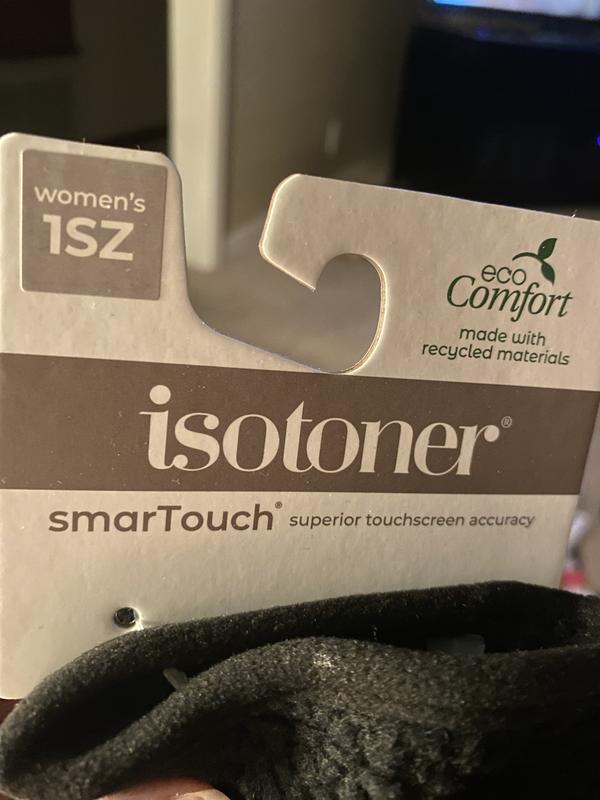 women's
1SZ
eco
Comfort
made with
recycled materials
isotoner®
smarTouch® superior touchscreen accuracy